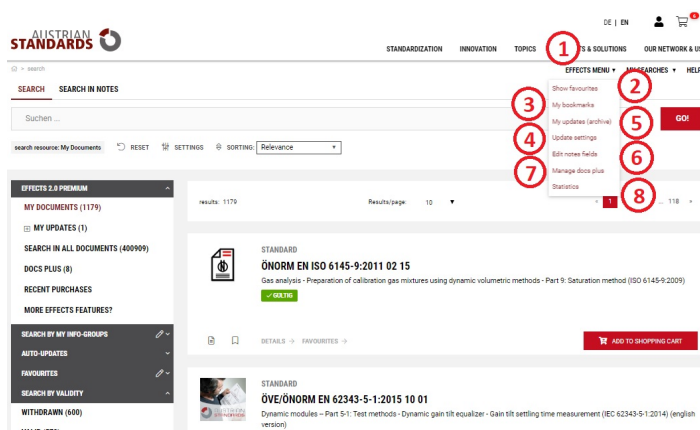 DE | EN
6
AUSTRIAN
STANDARDS
STANDARDIZATION INNOVATION TOPICS 1 S & SOLUTIONS OUR NETWORK & US
> search
EFFECTS MENU MY SEARCHES HELP
SEARCH SEARCH IN NOTES
Show favourites 2
3 My bookmarks
Suchen ...
My updates (archive) 5
GO!
4 Update settings
search resource: My Documents RESET SETTINGS SORTING: Relevance
Edit notes fields 6
7 Manage docs plus
Statistics 8
EFFECTS 2.0 PREMIUM
MY DOCUMENTS (1179)
results: 1179 Results/page: 10 « 1 ... 118 »
MY UPDATES (1)
SEARCH IN ALL DOCUMENTS (400909)
DOCS PLUS (8)
RECENT PURCHASES
MORE EFFECTS FEATURES?
STANDARD
ÖNORM EN ISO 6145-9:2011 02 15
Gas analysis - Preparation of calibration gas mixtures using dynamic volumetric methods - Part 9: Saturation method (ISO 6145-9:2009)
✓ GÜLTIG
SEARCH BY MY INFO-GROUPS
DETAILS → FAVOURITES →
ADD TO SHOPPING CART
AUTO-UPDATES
FAVOURITES
SEARCH BY VALIDITY
WITHDRAWN (600)
STANDARD
ÖVE/ÖNORM EN 62343-5-1:2015 10 01
Dynamic modules – Part 5-1: Test methods - Dynamic gain tilt equalizer - Gain tilt settling time measurement (IEC 62343-5-1:2014) (english
version)